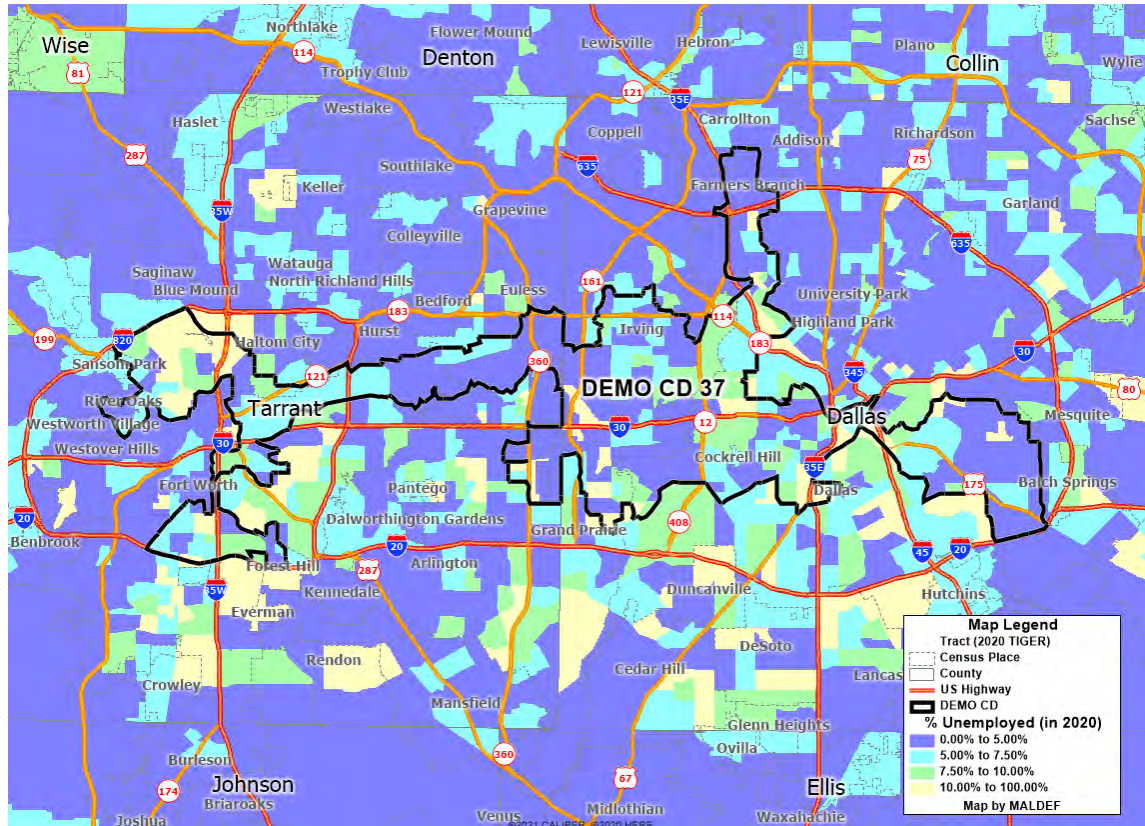 Northlake
Flower Mound
Lewisville
Hebron
Plano
Wise
114
Denton
Collin
Wylie
81
Trophy Club
121
35E
Westlake
Carrollton
Sachse
Haslet
Coppell
Addison
Richardson
287
635
75
Southlake
Keller
Farmers Branch
Garland
35W
Grapevine
Colleyville
635
Watauga
Saginaw
North Richland Hills
161
Blue Mound
Euless
University Park
Bedford
183
114
Highland Park
199
820
Haltom City
Hurst
Irving
183
30
Sansom Park
360
345
121
DEMO CD 37
80
River Oaks
Tarrant
Dallas
Mesquite
Westworth Village
12
30
30
Westover Hills
Cockrell Hill
35E
Fort Worth
Pantego
Dallas
175
Balch Springs
Dalworthington Gardens
20
Grand Prairie
408
Benbrook
20
45
20
Forest Hill
287
Arlington
35W
Kennedale
Duncanville
Hutchins
Everman
Rendon
DeSoto
Cedar Hill
Lancas
Crowley
Mansfield
Glenn Heights
Ovilla
360
Burleson
67
Johnson
Ellis
174
Briaroaks
Midlothian
Joshua
Venus
Waxahachie
©2021 CALIPER, ©2020 HERE
Map Legend
Tract (2020 TIGER)
Census Place
County
US Highway
DEMO CD
% Unemployed (in 2020)
0.00% to 5.00%
5.00% to 7.50%
7.50% to 10.00%
10.00% to 100.00%
Map by MALDEF